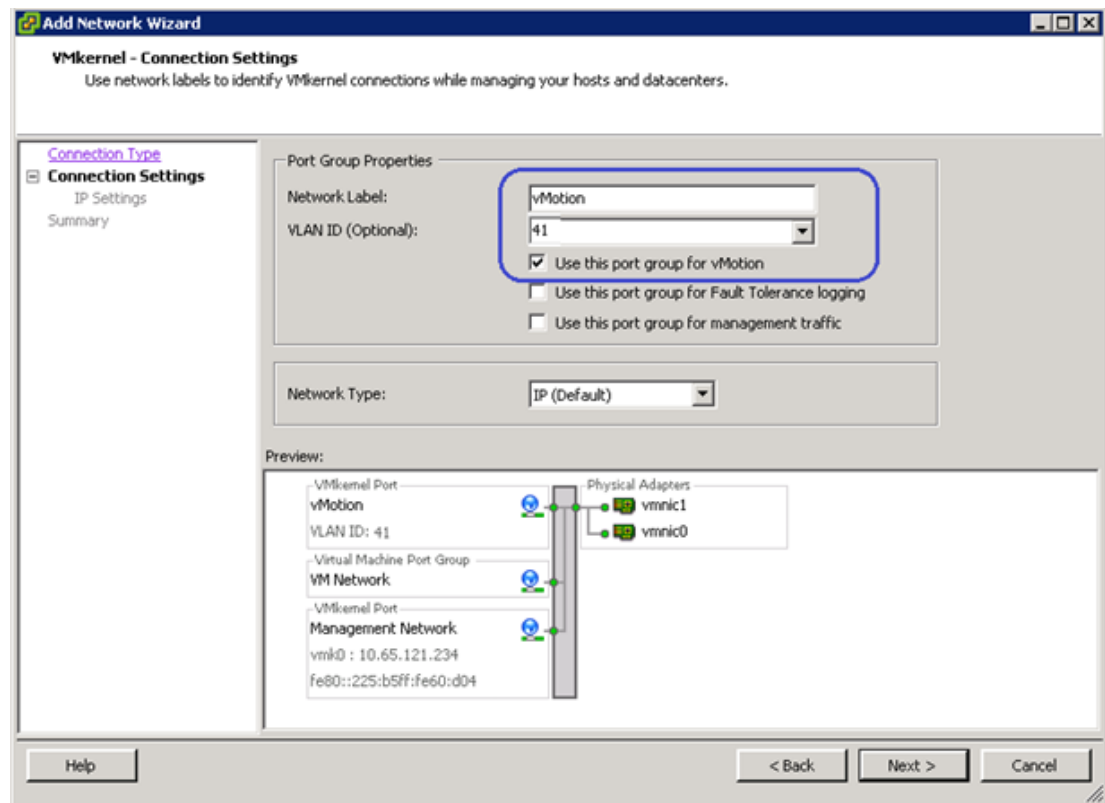 Add Network Wizard
VMkernel - Connection Settings
Use network labels to identify VMkernel connections while managing your hosts and datacenters.
Connection Type
Connection Settings
IP Settings
Summary
Port Group Properties
Network Label:
vMotion
VLAN ID (Optional):
41
Use this port group for vMotion
Use this port group for Fault Tolerance logging
Use this port group for management traffic
Network Type:
IP (Default)
Preview:
VMkernel Port
vMotion
VLAN ID: 41
Virtual Machine Port Group
VM Network
VMkernel Port
Management Network
vmk0 : 10.65.121.234
fe80::225:b5ff:fe60:d04
Physical Adapters
vmnic1
vmnic0
Help
< Back
Next >
Cancel